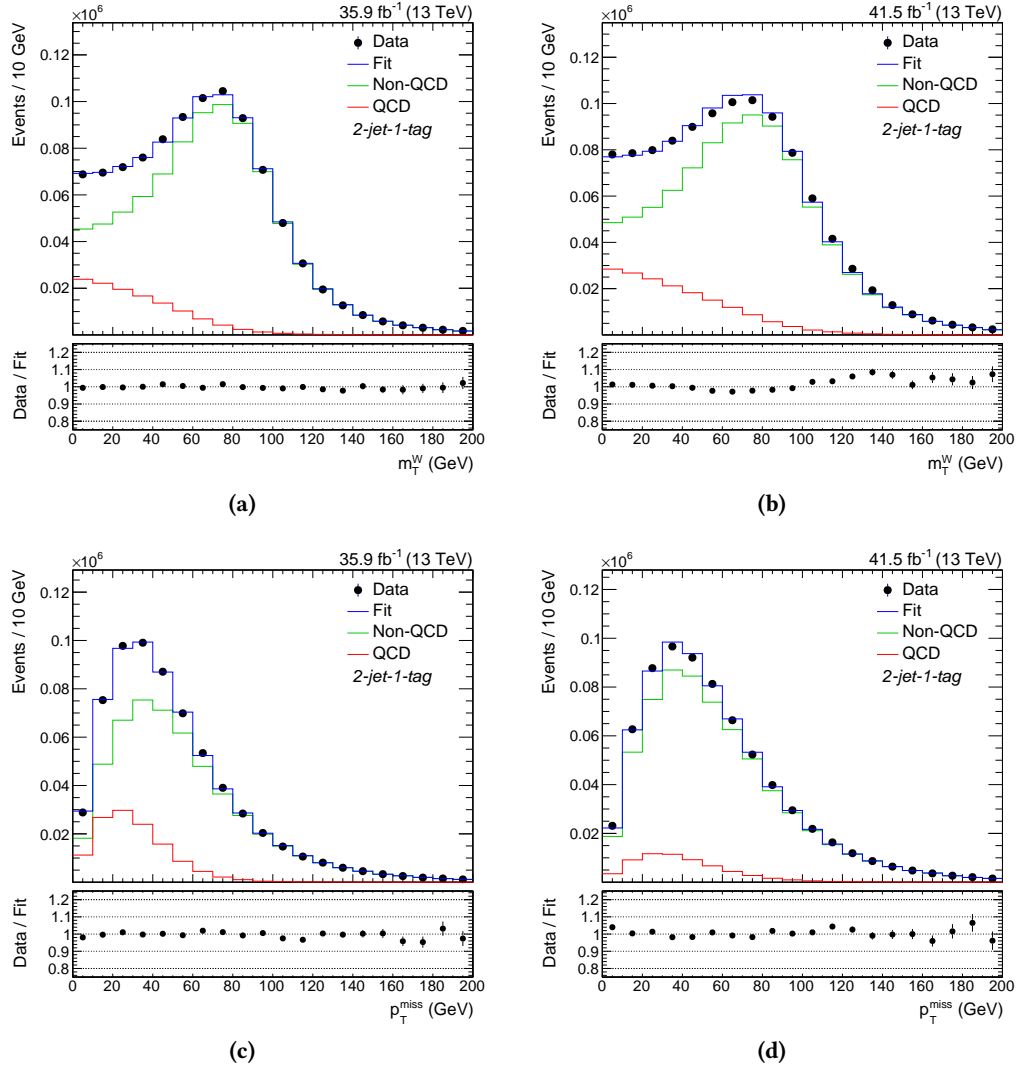 ×10⁶
35.9 fb⁻¹ (13 TeV)
Events / 10 GeV
0.12
0.1
0.08
0.06
0.04
0.02
Data
Fit
Non-QCD
QCD
2-jet-1-tag
Data / Fit
1.2
1.1
1
0.9
0.8
0 20 40 60 80 100 120 140 160 180 200
m_T^W (GeV)
(a)
×10⁶
41.5 fb⁻¹ (13 TeV)
Events / 10 GeV
0.12
0.1
0.08
0.06
0.04
0.02
Data
Fit
Non-QCD
QCD
2-jet-1-tag
Data / Fit
1.2
1.1
1
0.9
0.8
0 20 40 60 80 100 120 140 160 180 200
m_T^W (GeV)
(b)
×10⁶
35.9 fb⁻¹ (13 TeV)
Events / 10 GeV
0.12
0.1
0.08
0.06
0.04
0.02
Data
Fit
Non-QCD
QCD
2-jet-1-tag
Data / Fit
1.2
1.1
1
0.9
0.8
0 20 40 60 80 100 120 140 160 180 200
p_T^miss (GeV)
(c)
×10⁶
41.5 fb⁻¹ (13 TeV)
Events / 10 GeV
0.12
0.1
0.08
0.06
0.04
0.02
Data
Fit
Non-QCD
QCD
2-jet-1-tag
Data / Fit
1.2
1.1
1
0.9
0.8
0 20 40 60 80 100 120 140 160 180 200
p_T^miss (GeV)
(d)